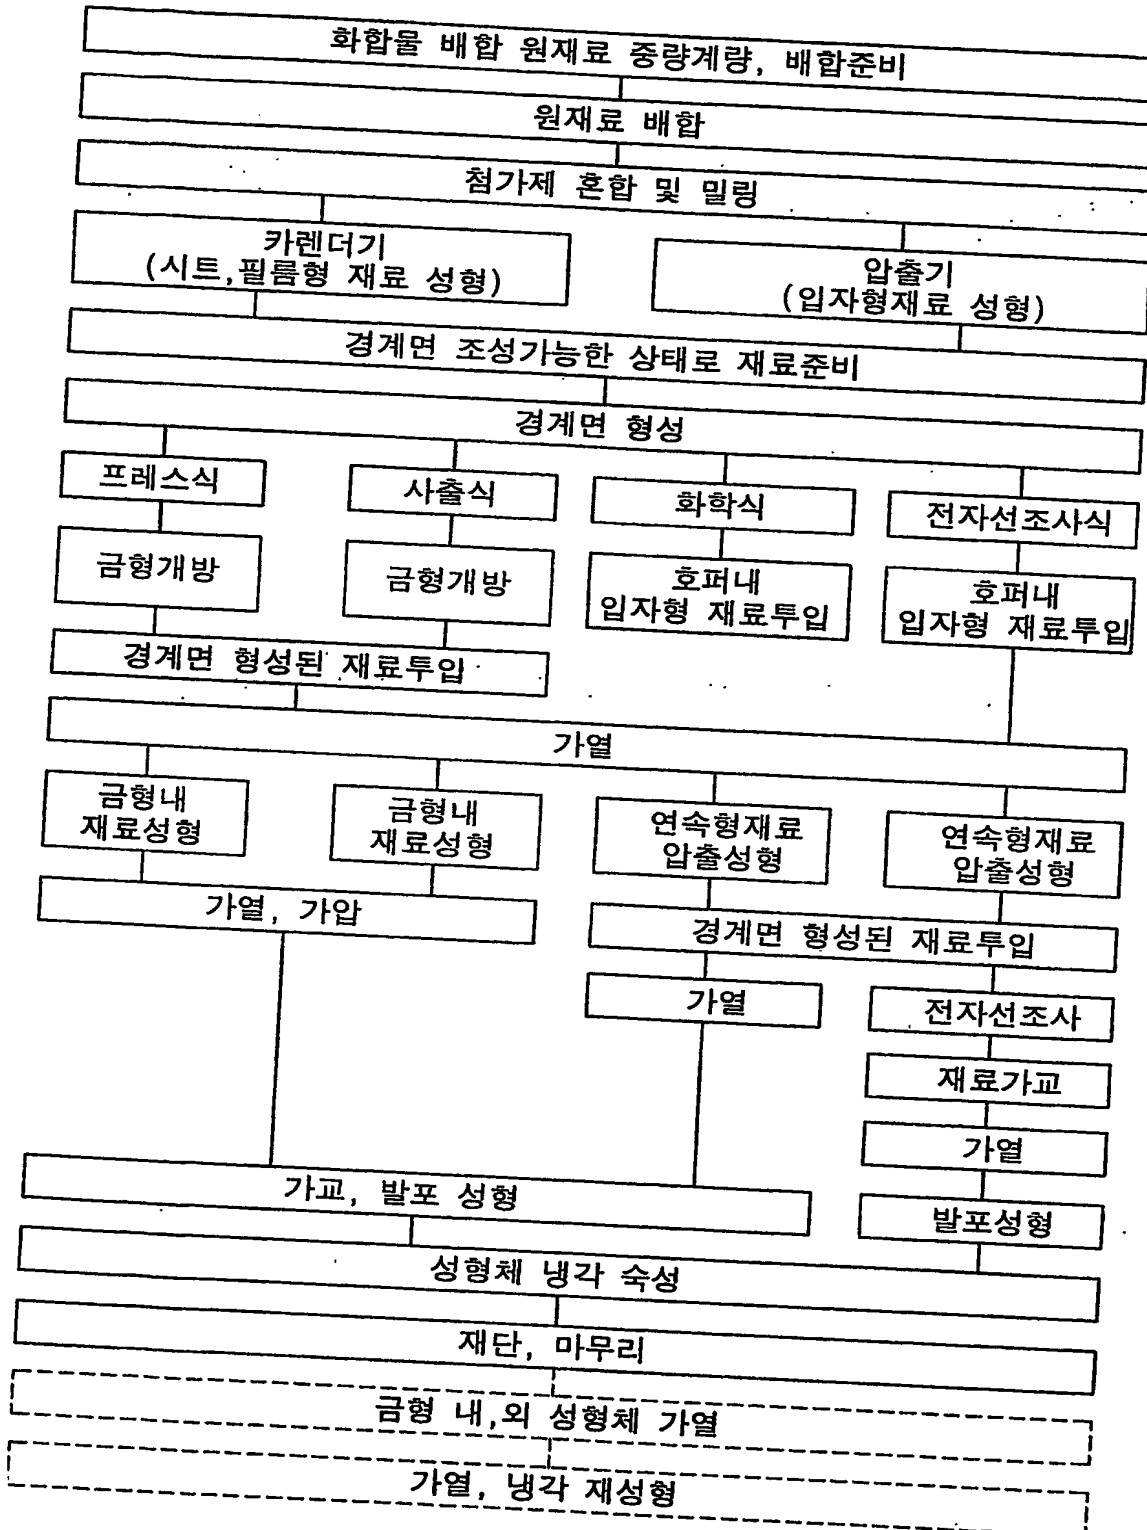 화합물 배합 원재료 중량계량, 배합준비
원재료 배합
첨가제 혼합 및 밀링
카렌더기
(시트,필름형 재료 성형)
압출기
(입자형재료 성형)
경계면 조성가능한 상태로 재료준비
경계면 형성
프레스식
사출식
화학식
전자선조사식
금형개방
금형개방
호퍼내
입자형 재료투입
호퍼내
입자형 재료투입
경계면 형성된 재료투입
가열
금형내
재료성형
금형내
재료성형
연속형재료
압출성형
연속형재료
압출성형
가열, 가압
경계면 형성된 재료투입
가열
전자선조사
재료가교
가열
가교, 발포 성형
발포성형
성형체 냉각 숙성
재단, 마무리
금형 내,외 성형체 가열
가열, 냉각 재성형